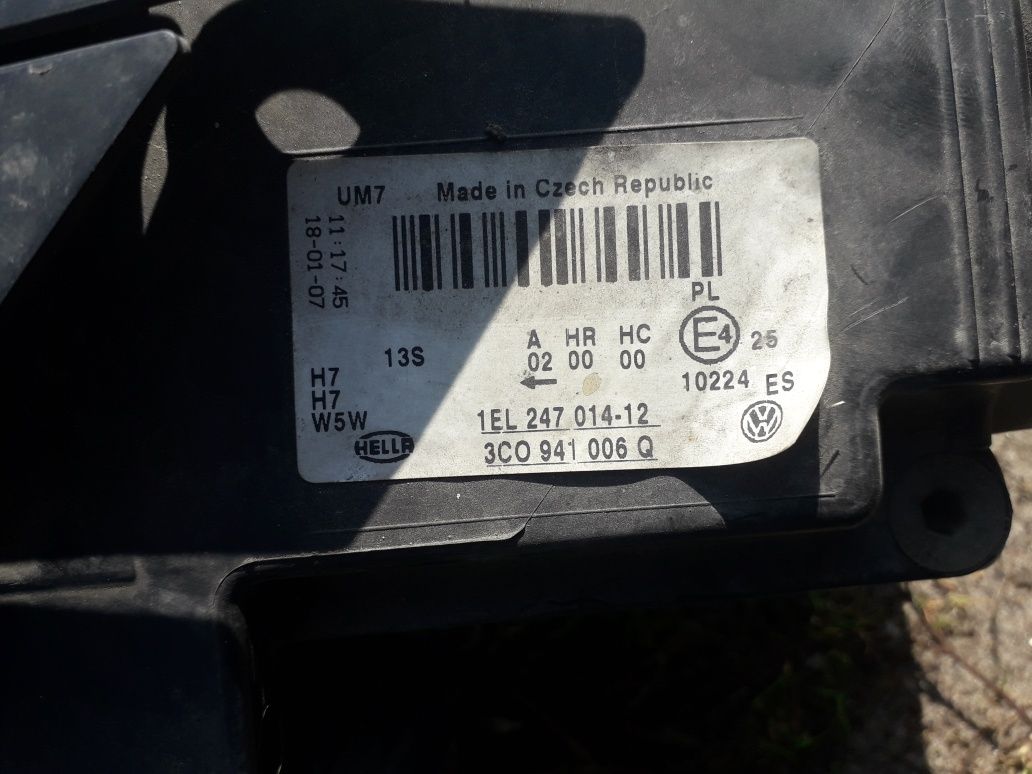 UM7 Made in Czech Republic
11:17:45
18-01-07
PL
E4 25
13S
A HR HC
02 00 00
10224 ES
H7
H7
W5W
1EL 247 014-12
HELLA
3C0 941 006 Q
VW